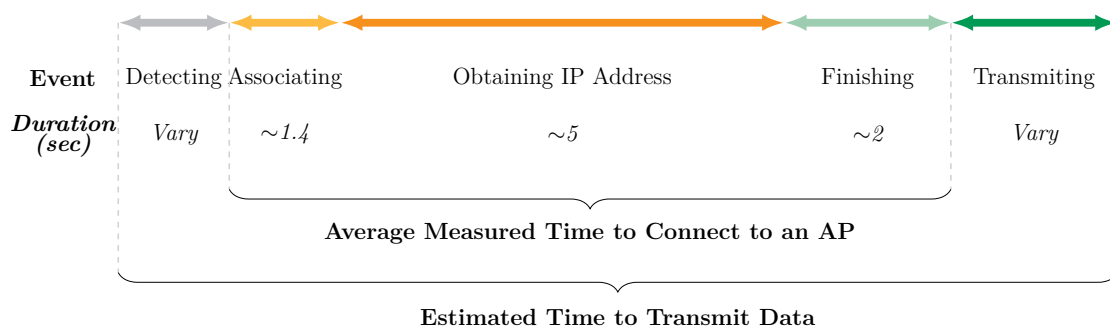 Event Detecting Associating Obtaining IP Address Finishing Transmiting
Duration
(sec) Vary ~1.4 ~5 ~2 Vary
Average Measured Time to Connect to an AP
Estimated Time to Transmit Data